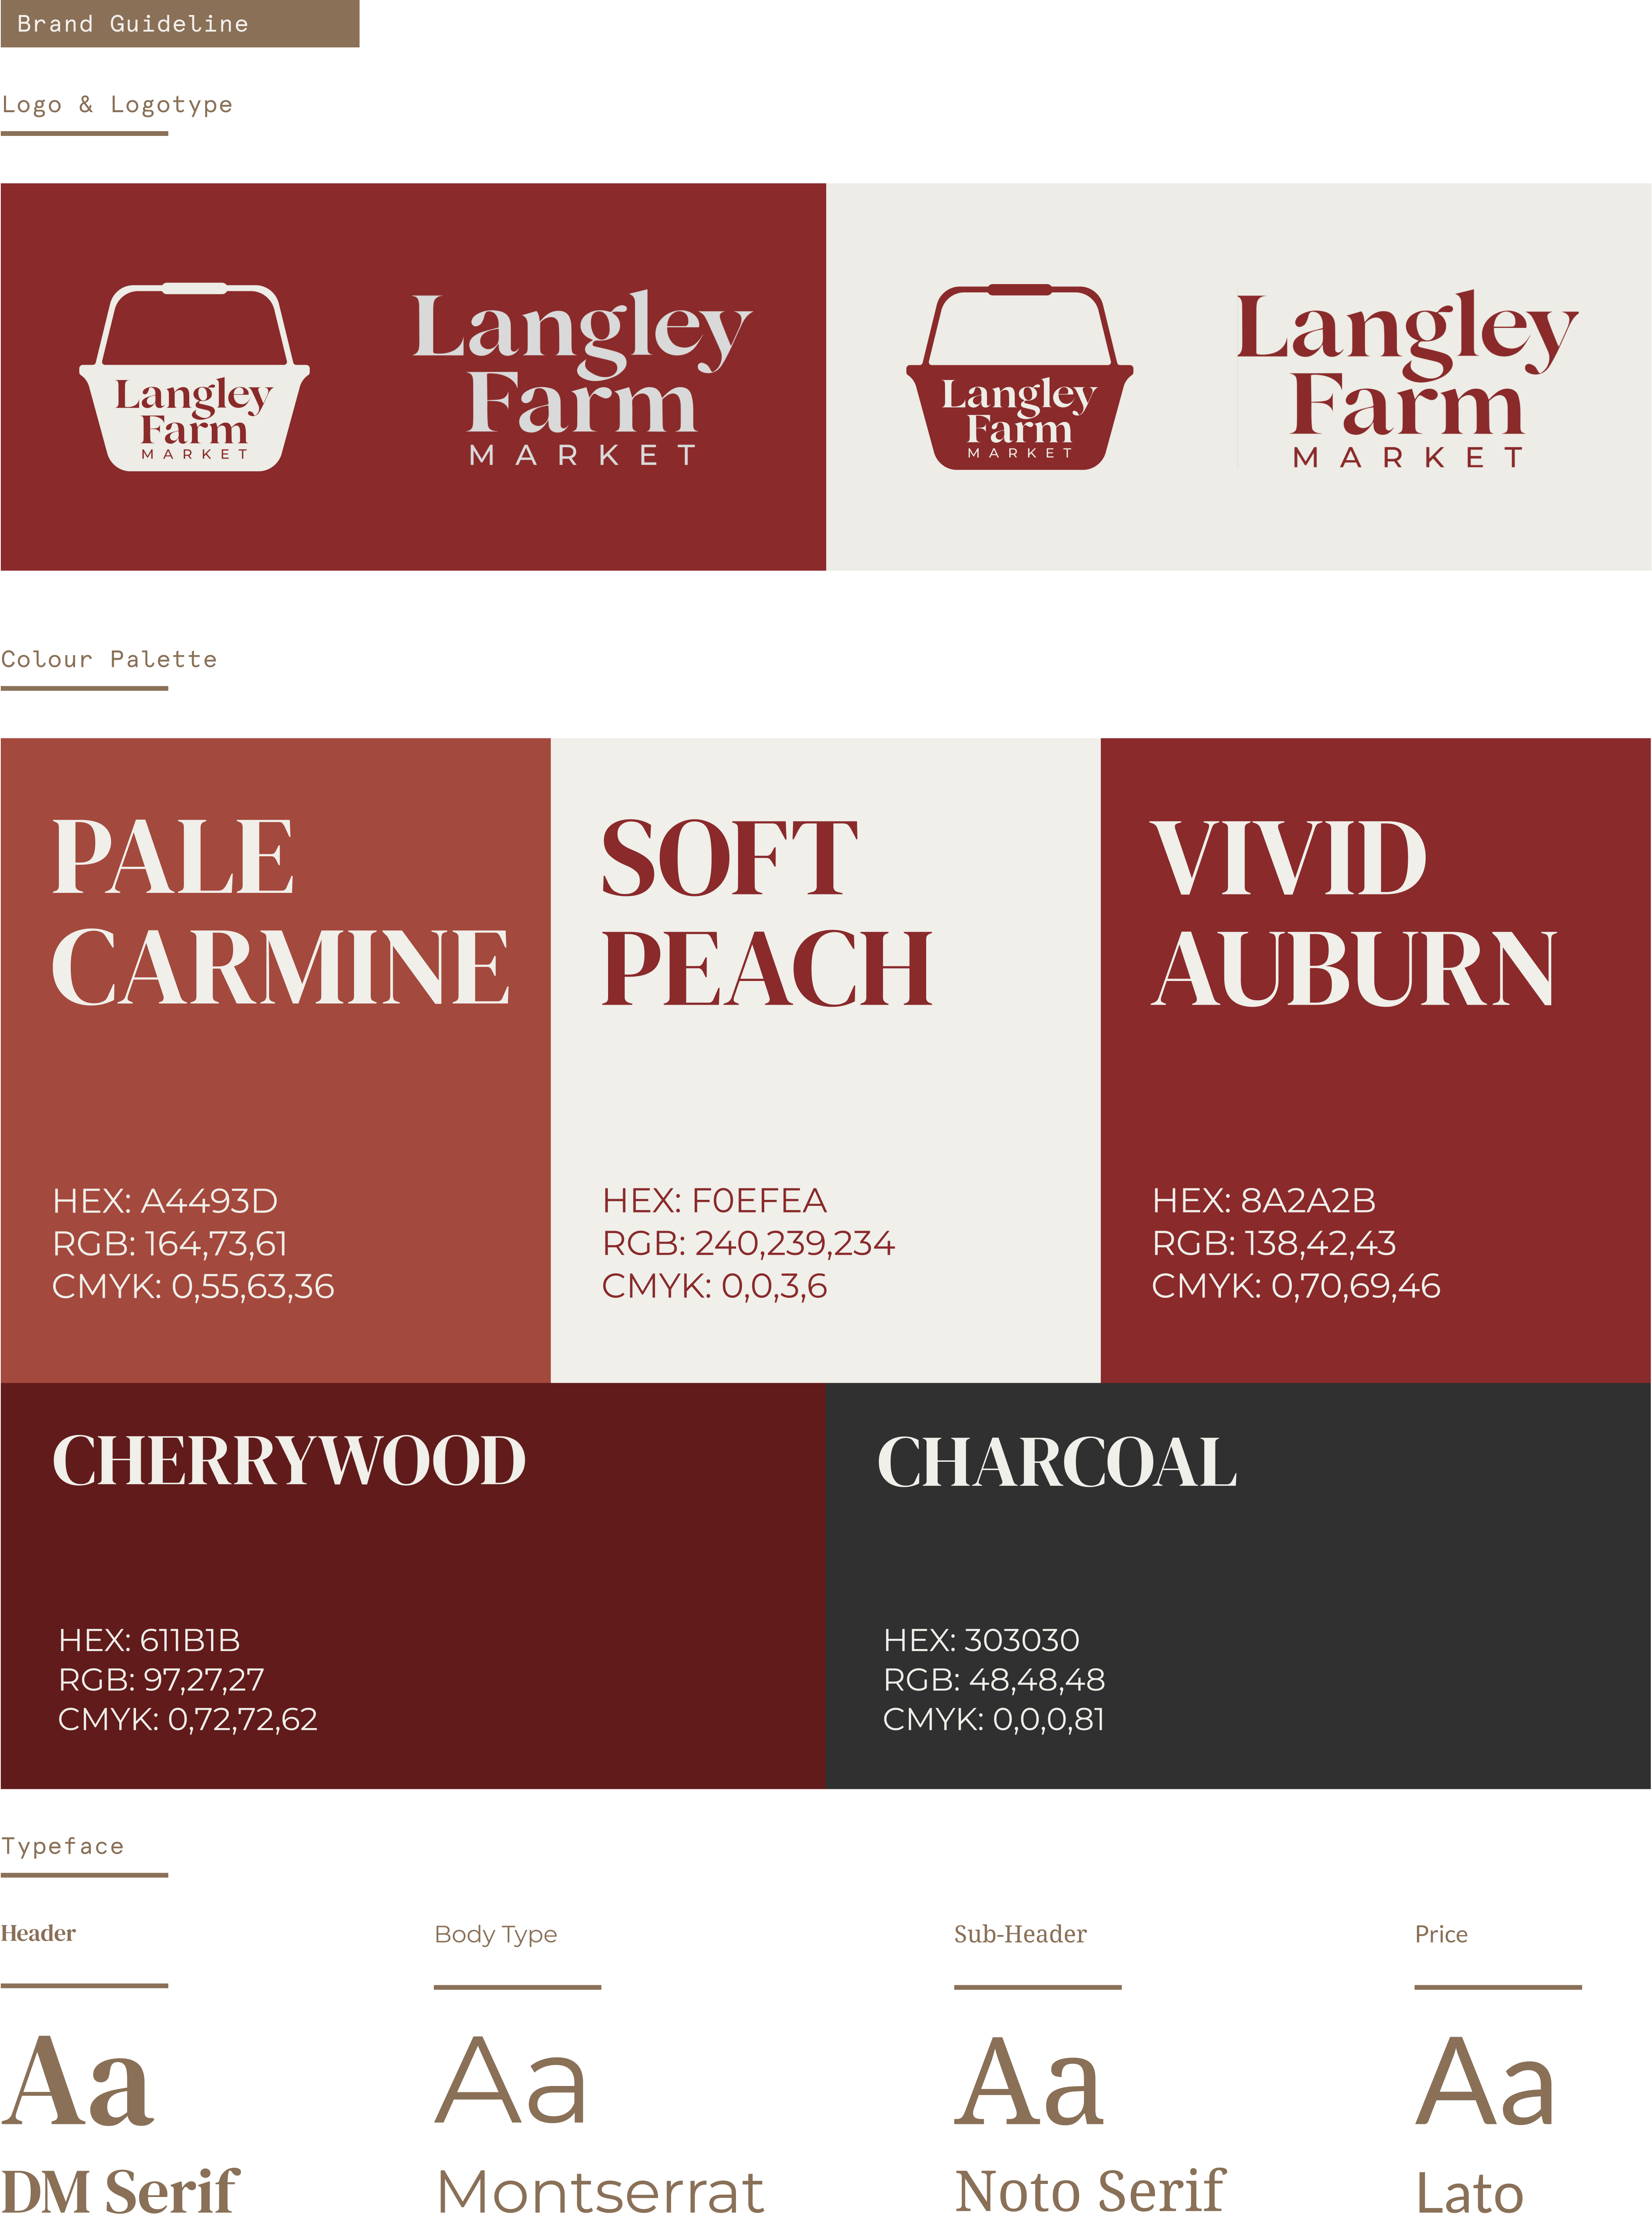 Brand Guideline
Logo & Logotype
Langley
Farm
MARKET
Langley
Farm
MARKET
Langley
Farm
MARKET
Langley
Farm
MARKET
Colour Palette
PALE
CARMINE
HEX: A4493D
RGB: 164,73,61
CMYK: 0,55,63,36
SOFT
PEACH
HEX: F0EFEA
RGB: 240,239,234
CMYK: 0,0,3,6
VIVID
AUBURN
HEX: 8A2A2B
RGB: 138,42,43
CMYK: 0,70,69,46
CHERRYWOOD
HEX: 611B1B
RGB: 97,27,27
CMYK: 0,72,72,62
CHARCOAL
HEX: 303030
RGB: 48,48,48
CMYK: 0,0,0,81
Typeface
Header
Aa
DM Serif
Body Type
Aa
Montserrat
Sub-Header
Aa
Noto Serif
Price
Aa
Lato